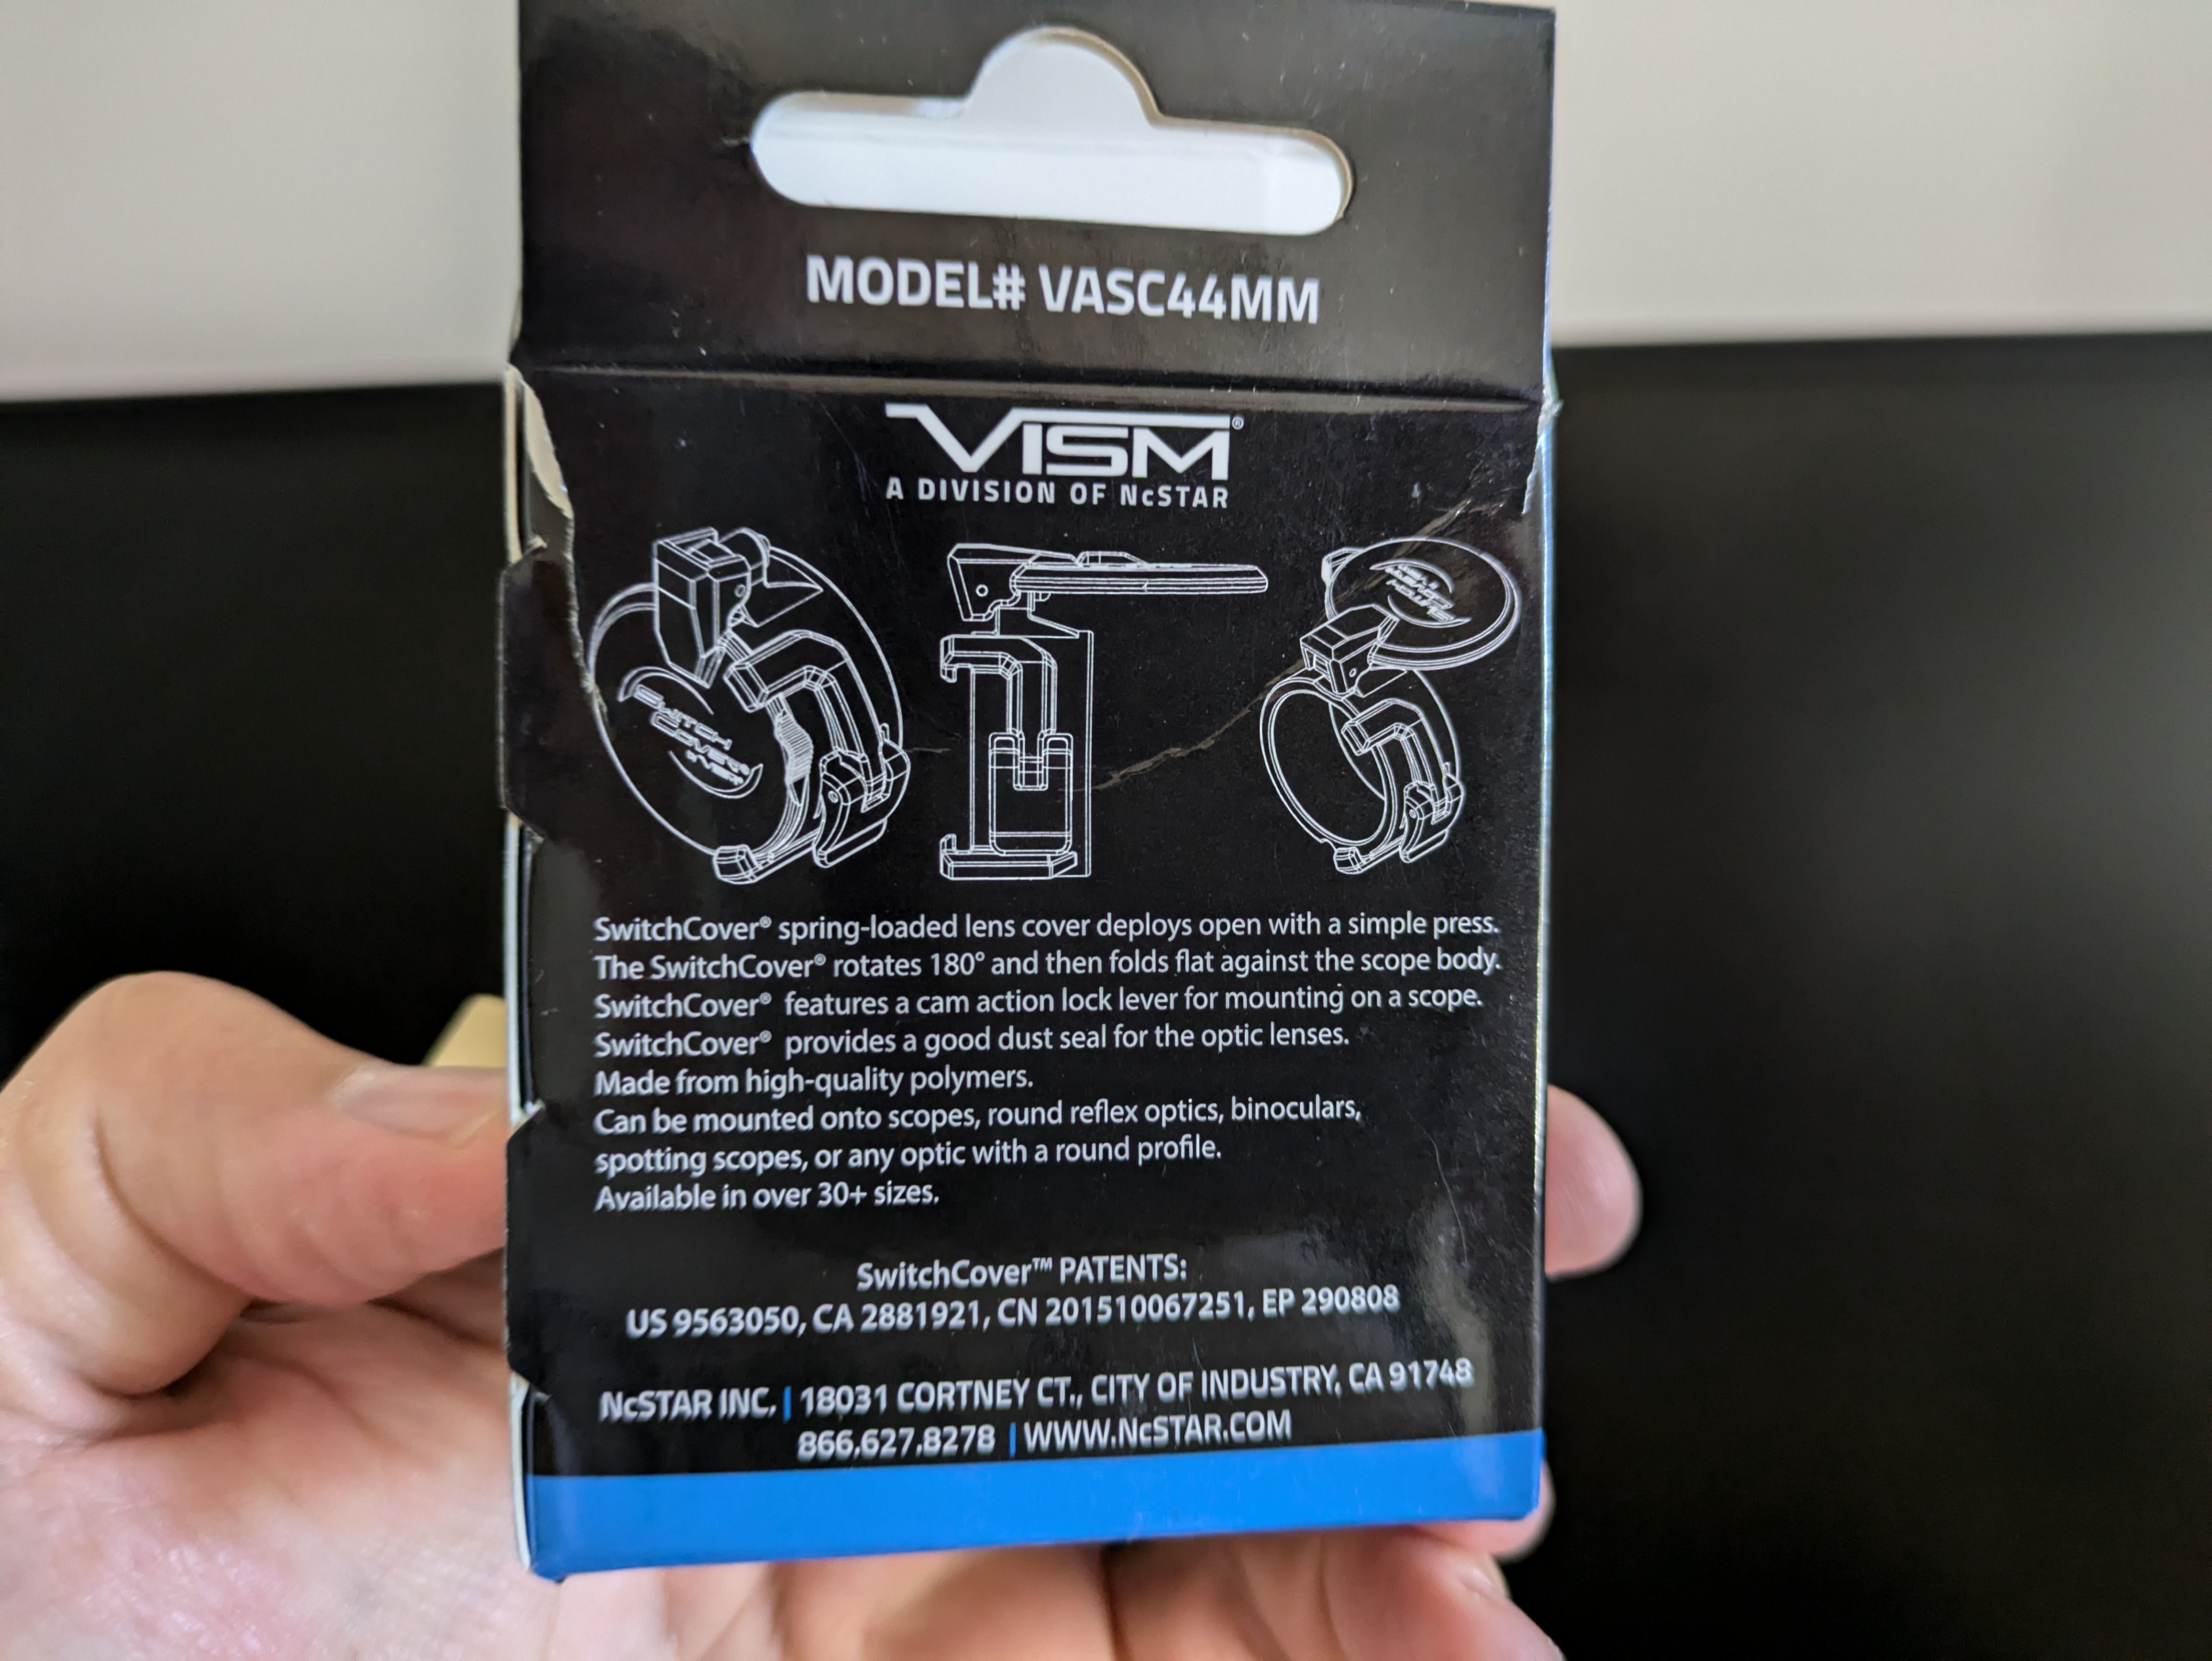 MODEL# VASC44MM
VISM®
A DIVISION OF NcSTAR
SWITCH
COVER
SwitchCover® spring-loaded lens cover deploys open with a simple press.
The SwitchCover® rotates 180° and then folds flat against the scope body.
SwitchCover® features a cam action lock lever for mounting on a scope.
SwitchCover® provides a good dust seal for the optic lenses.
Made from high-quality polymers.
Can be mounted onto scopes, round reflex optics, binoculars,
spotting scopes, or any optic with a round profile.
Available in over 30+ sizes.
SwitchCover™ PATENTS:
US 9563050, CA 2881921, CN 201510067251, EP 290808
NcSTAR INC. | 18031 CORTNEY CT., CITY OF INDUSTRY, CA 91748
866.627.8278 | WWW.NcSTAR.COM